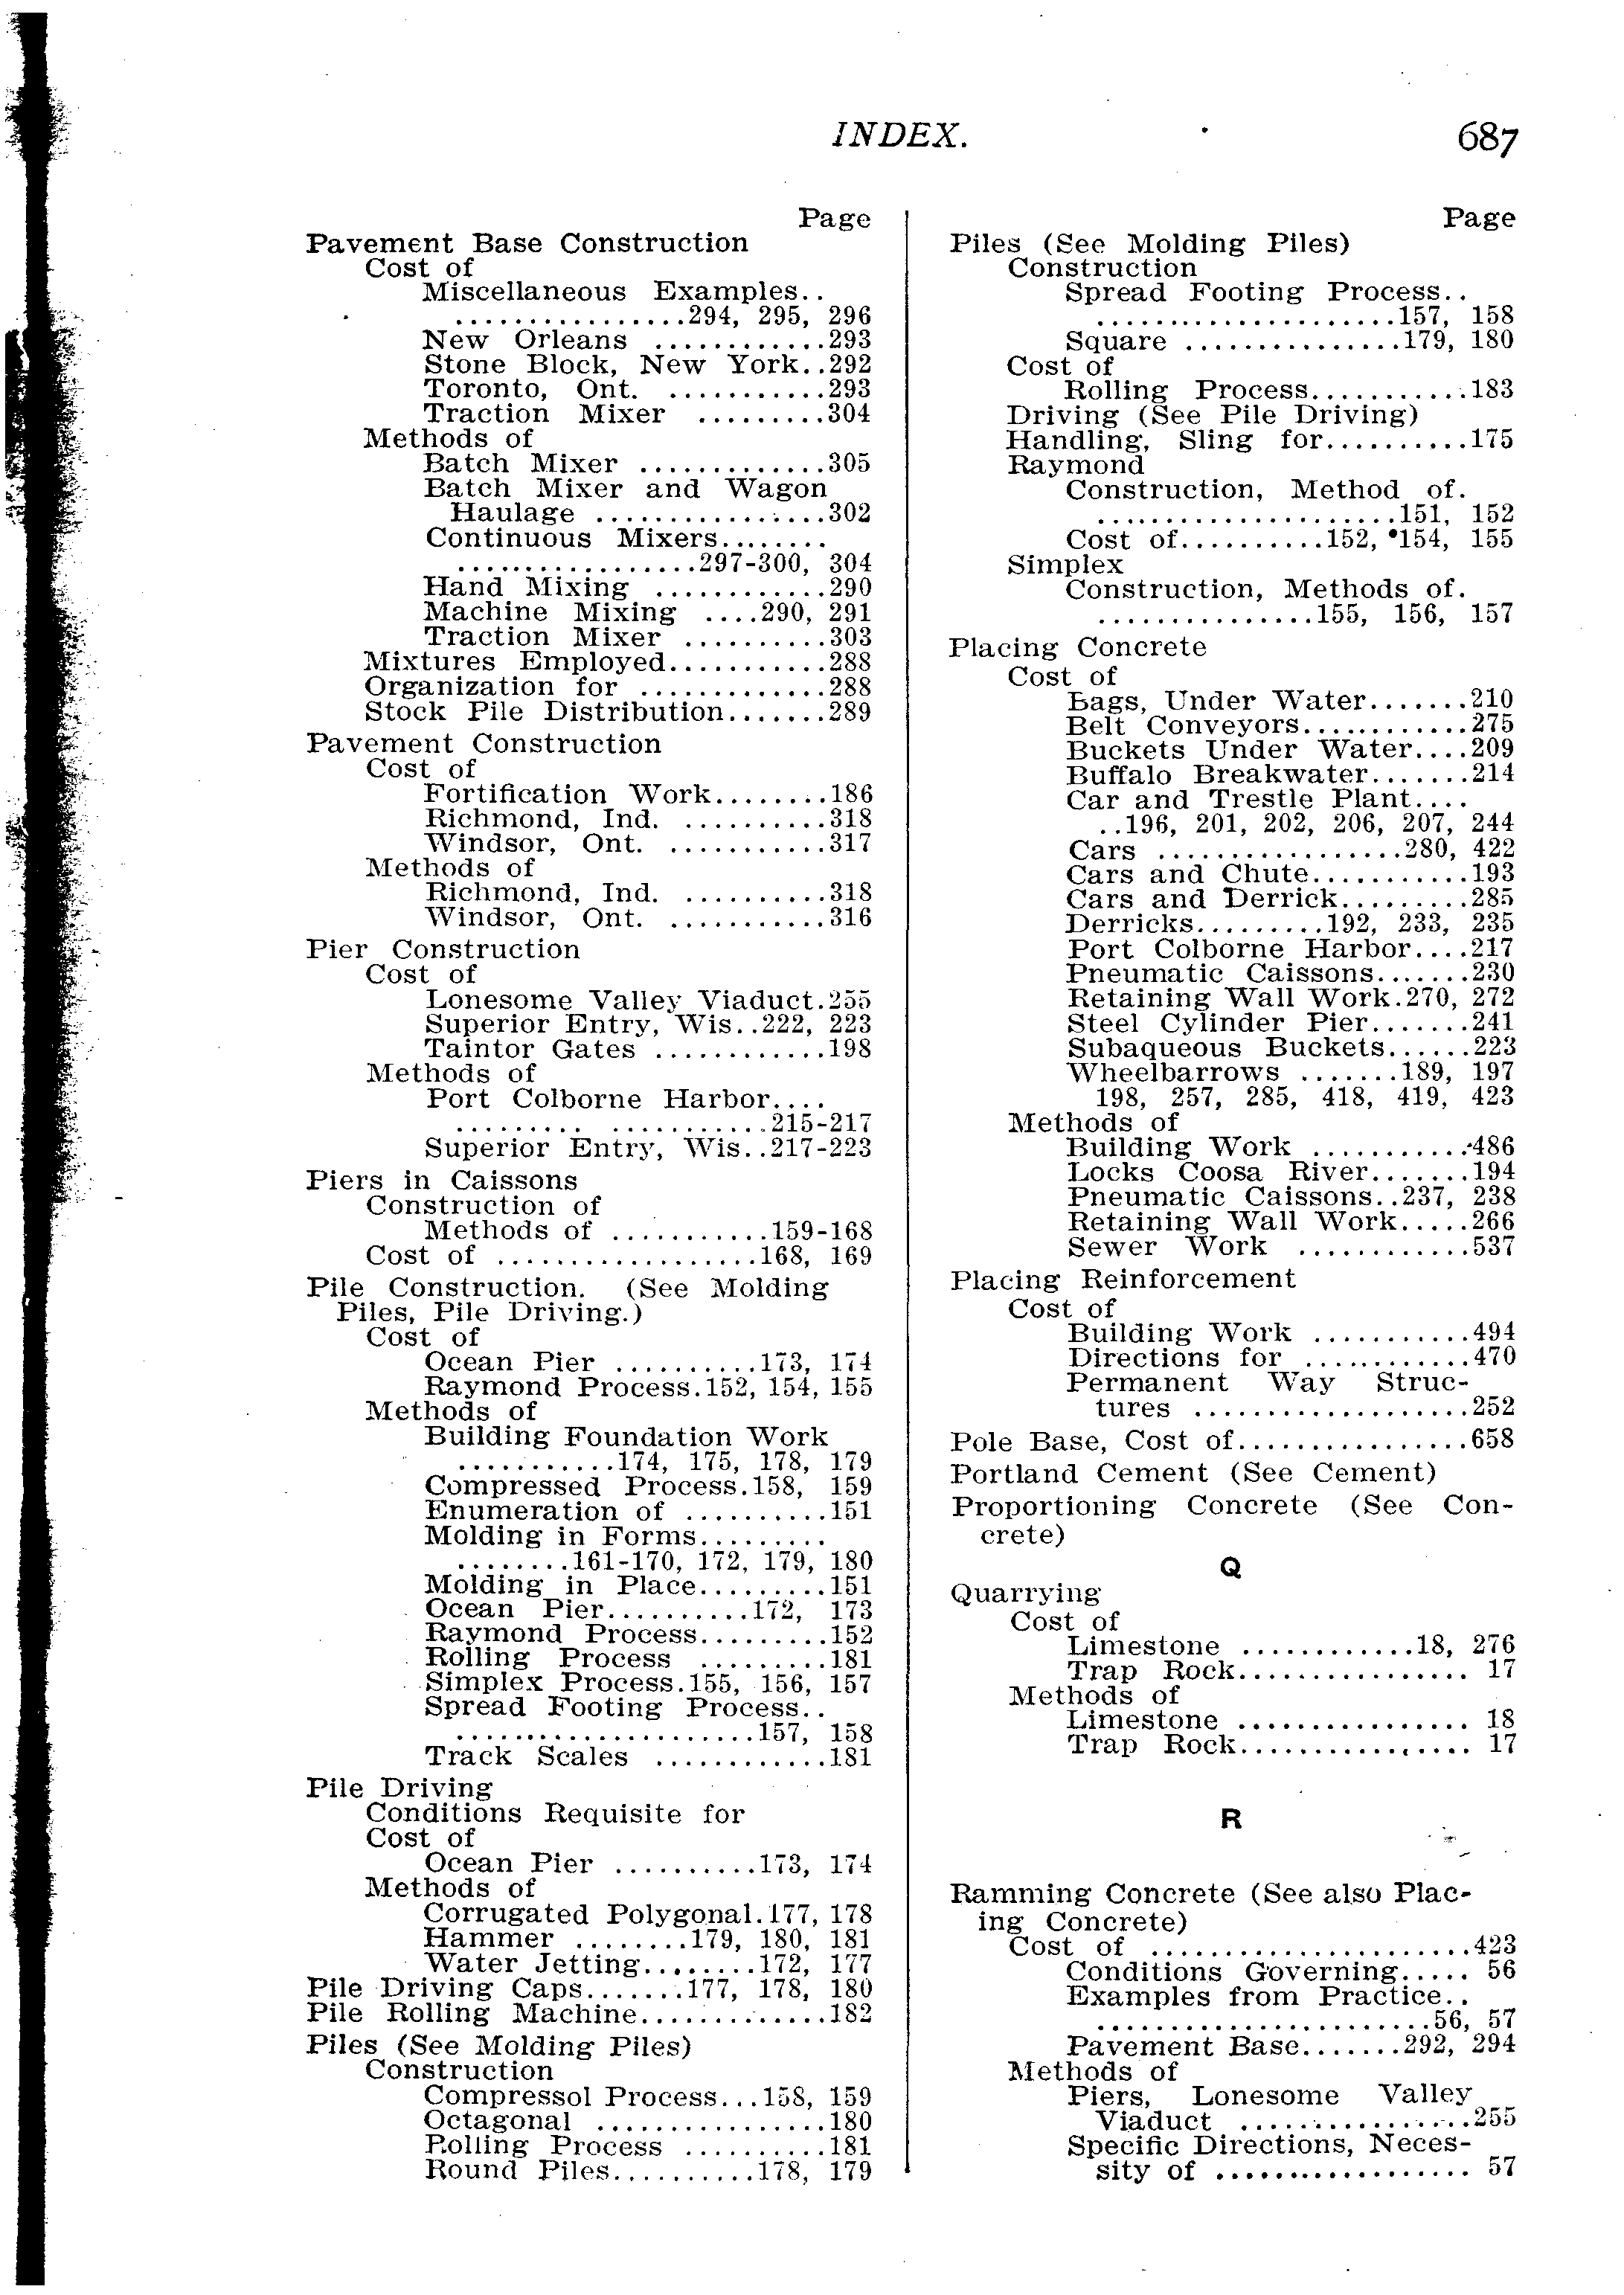 INDEX. 687
Page
Pavement Base Construction
Cost of
Miscellaneous Examples..
................294, 295, 296
New Orleans ............293
Stone Block, New York..292
Toronto, Ont. ...........293
Traction Mixer .........304
Methods of
Batch Mixer .............305
Batch Mixer and Wagon
Haulage ................302
Continuous Mixers........
.................297-300, 304
Hand Mixing ............290
Machine Mixing ....290, 291
Traction Mixer ..........303
Mixtures Employed...........288
Organization for .............288
Stock Pile Distribution.......289
Pavement Construction
Cost of
Fortification Work........186
Richmond, Ind. ..........318
Windsor, Ont. ...........317
Methods of
Richmond, Ind. ..........318
Windsor, Ont. ...........316
Pier Construction
Cost of
Lonesome Valley Viaduct.255
Superior Entry, Wis..222, 223
Taintor Gates ............198
Methods of
Port Colborne Harbor....
......... ...........215-217
Superior Entry, Wis..217-223
Piers in Caissons
Construction of
Methods of ...........159-168
Cost of ..................168, 169
Pile Construction. (See Molding
Piles, Pile Driving.)
Cost of
Ocean Pier ..........173, 174
Raymond Process.152, 154, 155
Methods of
Building Foundation Work
...........174, 175, 178, 179
Compressed Process.158, 159
Enumeration of ..........151
Molding in Forms.........
........161-170, 172, 179, 180
Molding in Place.........151
Ocean Pier..........172, 173
Raymond Process.........152
Rolling Process .........181
Simplex Process.155, 156, 157
Spread Footing Process..
.....................157, 158
Track Scales ............181
Pile Driving
Conditions Requisite for
Cost of
Ocean Pier ..........173, 174
Methods of
Corrugated Polygonal.177, 178
Hammer ........179, 180, 181
Water Jetting........172, 177
Pile Driving Caps.......177, 178, 180
Pile Rolling Machine.............182
Piles (See Molding Piles)
Construction
Compressol Process...158, 159
Octagonal ................180
Rolling Process ..........181
Round Piles..........178, 179
Page
Piles (See Molding Piles)
Construction
Spread Footing Process..
.....................157, 158
Square ...............179, 180
Cost of
Rolling Process...........183
Driving (See Pile Driving)
Handling, Sling for..........175
Raymond
Construction, Method of.
.....................151, 152
Cost of..........152, 154, 155
Simplex
Construction, Methods of.
...............155, 156, 157
Placing Concrete
Cost of
Bags, Under Water.......210
Belt Conveyors............275
Buckets Under Water....209
Buffalo Breakwater.......214
Car and Trestle Plant....
..196, 201, 202, 206, 207, 244
Cars .................280, 422
Cars and Chute...........193
Cars and Derrick.........285
Derricks.........192, 233, 235
Port Colborne Harbor....217
Pneumatic Caissons.......230
Retaining Wall Work.270, 272
Steel Cylinder Pier.......241
Subaqueous Buckets......223
Wheelbarrows .......189, 197
198, 257, 285, 418, 419, 423
Methods of
Building Work ...........486
Locks Coosa River.......194
Pneumatic Caissons..237, 238
Retaining Wall Work.....266
Sewer Work ............537
Placing Reinforcement
Cost of
Building Work ...........494
Directions for ............470
Permanent Way Struc-
tures ...................252
Pole Base, Cost of................658
Portland Cement (See Cement)
Proportioning Concrete (See Con-
crete)
Q
Quarrying
Cost of
Limestone ............18, 276
Trap Rock................ 17
Methods of
Limestone ................ 18
Trap Rock................ 17
R
Ramming Concrete (See also Plac-
ing Concrete)
Cost of ......................423
Conditions Governing..... 56
Examples from Practice..
.......................56, 57
Pavement Base.......292, 294
Methods of
Piers, Lonesome Valley
Viaduct ................255
Specific Directions, Neces-
sity of .................. 57